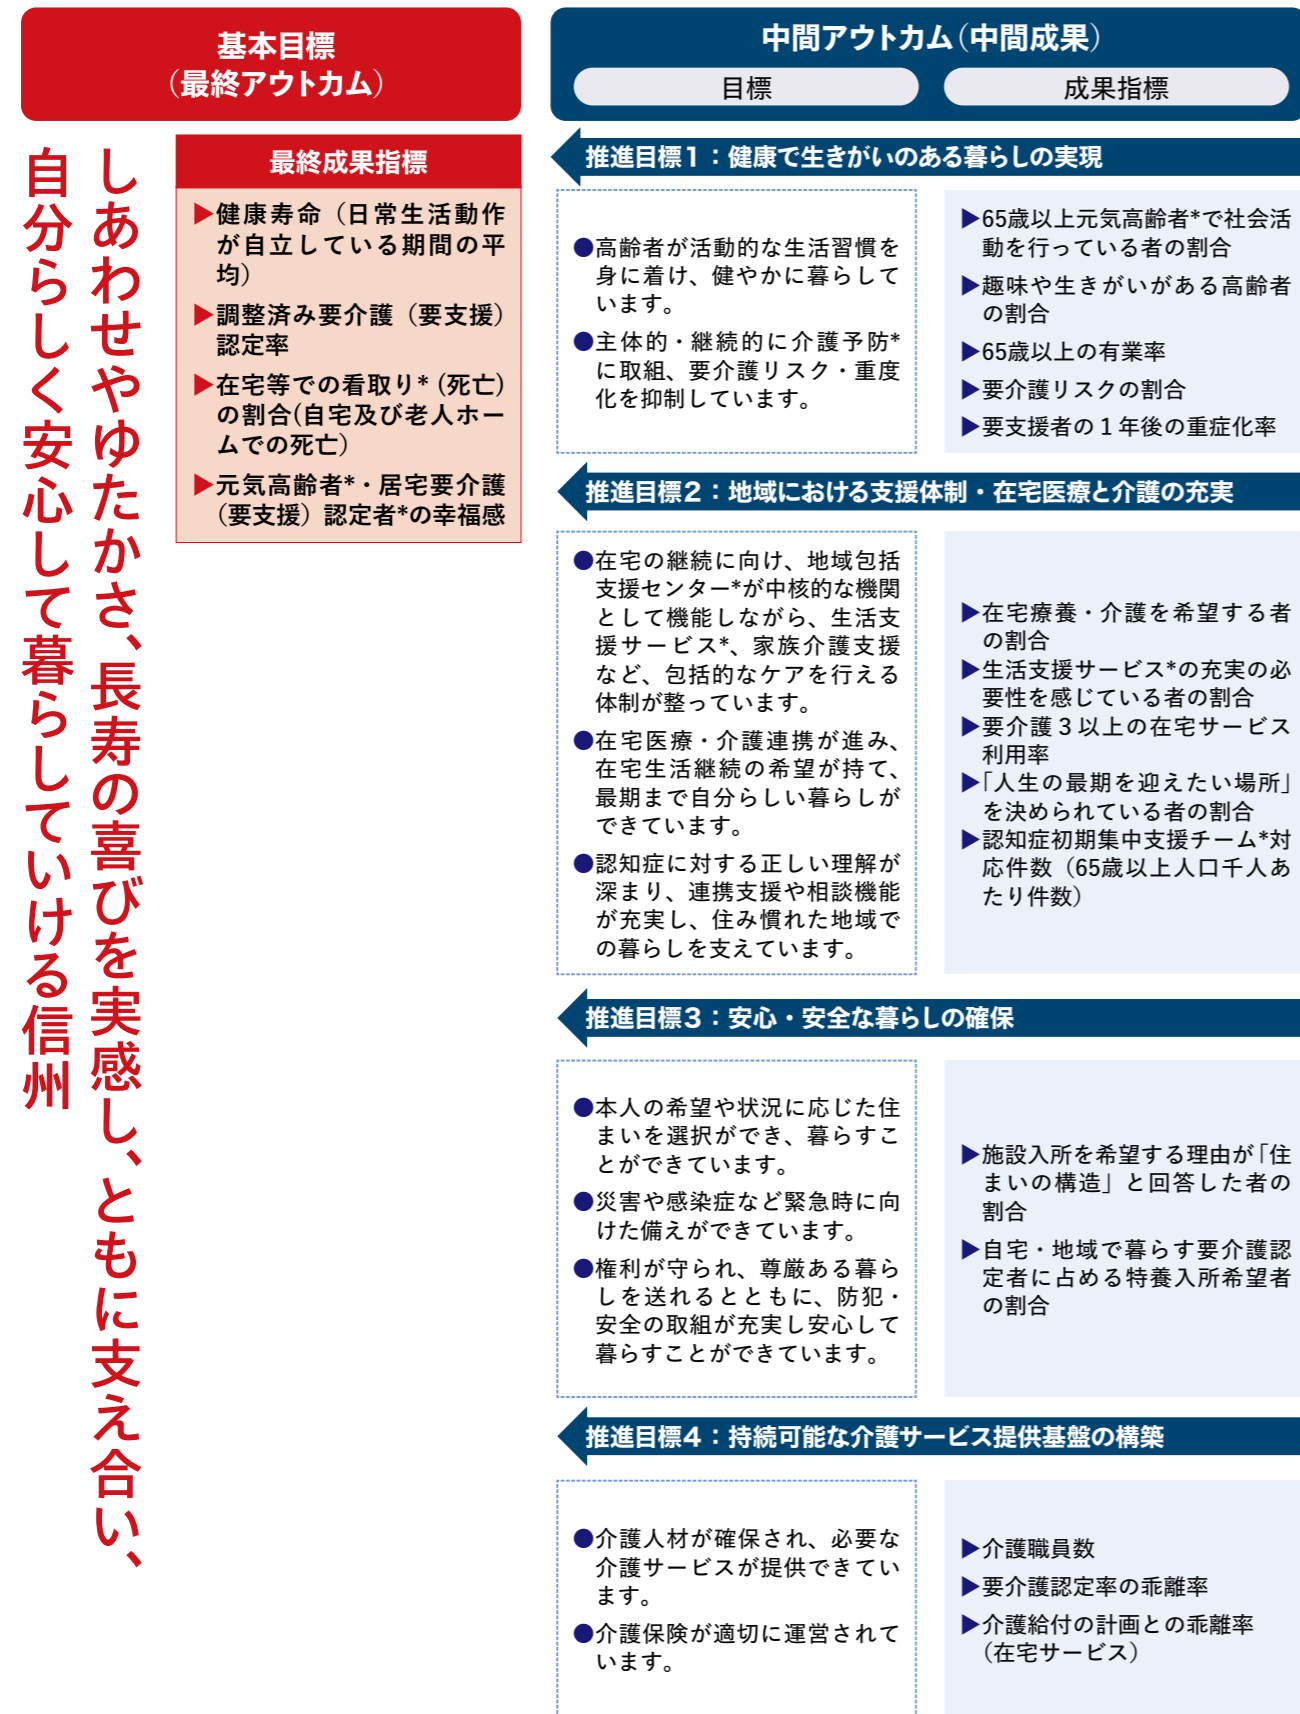 基本目標
（最終アウトカム）
しあわせやゆたかさ、長寿の喜びを実感し、ともに支え合い、
自分らしく安心して暮らしていける信州
最終成果指標
▶健康寿命（日常生活動作
が自立している期間の平
均）
▶調整済み要介護（要支援）
認定率
▶在宅等での看取り*（死亡）
の割合(自宅及び老人ホー
ムでの死亡）
▶元気高齢者*・居宅要介護
（要支援）認定者*の幸福感
中間アウトカム（中間成果）
目標
成果指標
推進目標1：健康で生きがいのある暮らしの実現
●高齢者が活動的な生活習慣を
身に着け、健やかに暮らして
います。
●主体的・継続的に介護予防*
に取組、要介護リスク・重度
化を抑制しています。
▶65歳以上元気高齢者*で社会活
動を行っている者の割合
▶趣味や生きがいがある高齢者
の割合
▶65歳以上の有業率
▶要介護リスクの割合
▶要支援者の１年後の重症化率
推進目標2：地域における支援体制・在宅医療と介護の充実
●在宅の継続に向け、地域包括
支援センター*が中核的な機関
として機能しながら、生活支
援サービス*、家族介護支援
など、包括的なケアを行える
体制が整っています。
●在宅医療・介護連携が進み、
在宅生活継続の希望が持て、
最期まで自分らしい暮らしが
できています。
●認知症に対する正しい理解が
深まり、連携支援や相談機能
が充実し、住み慣れた地域で
の暮らしを支えています。
▶在宅療養・介護を希望する者
の割合
▶生活支援サービス*の充実の必
要性を感じている者の割合
▶要介護３以上の在宅サービス
利用率
▶「人生の最期を迎えたい場所」
を決められている者の割合
▶認知症初期集中支援チーム*対
応件数（65歳以上人口千人あ
たり件数）
推進目標3：安心・安全な暮らしの確保
●本人の希望や状況に応じた住
まいを選択ができ、暮らすこ
とができています。
●災害や感染症など緊急時に向
けた備えができています。
●権利が守られ、尊厳ある暮ら
しを送れるとともに、防犯・
安全の取組が充実し安心して
暮らすことができています。
▶施設入所を希望する理由が「住
まいの構造」と回答した者の
割合
▶自宅・地域で暮らす要介護認
定者に占める特養入所希望者
の割合
推進目標4：持続可能な介護サービス提供基盤の構築
●介護人材が確保され、必要な
介護サービスが提供できてい
ます。
●介護保険が適切に運営されて
います。
▶介護職員数
▶要介護認定率の乖離率
▶介護給付の計画との乖離率
（在宅サービス）